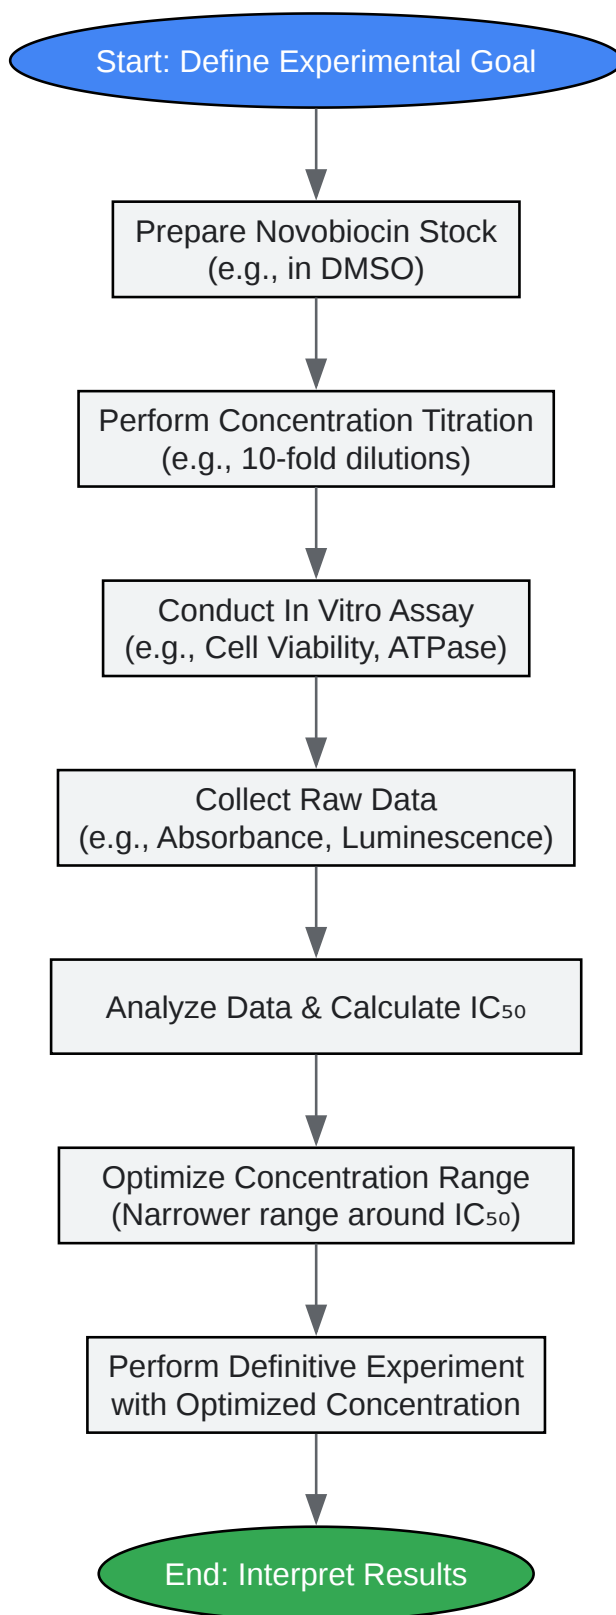 Start: Define Experimental Goal
Prepare Novobiocin Stock
(e.g., in DMSO)
Perform Concentration Titration
(e.g., 10-fold dilutions)
Conduct In Vitro Assay
(e.g., Cell Viability, ATPase)
Collect Raw Data
(e.g., Absorbance, Luminescence)
Analyze Data & Calculate IC₅₀
Optimize Concentration Range
(Narrower range around IC₅₀)
Perform Definitive Experiment
with Optimized Concentration
End: Interpret Results